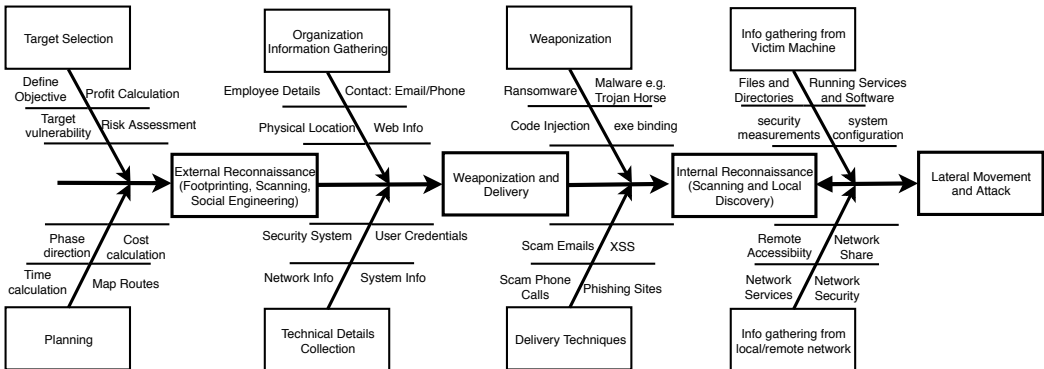 Target Selection
Organization
Information Gathering
Weaponization
Info gathering from
Victim Machine
Define
Objective
Profit Calculation
Target
vulnerability
Risk Assessment
Employee Details
Contact: Email/Phone
Physical Location
Web Info
Ransomware
Malware e.g.
Trojan Horse
Code Injection
exe binding
Files and
Directories
Running Services
and Software
security
measurements
system
configuration
External Reconnaissance
(Footprinting, Scanning,
Social Engineering)
Weaponization and
Delivery
Internal Reconnaissance
(Scanning and Local
Discovery)
Lateral Movement
and Attack
Phase
direction
Cost
calculation
Time
calculation
Map Routes
Security System
User Credentials
Network Info
System Info
Scam Emails
XSS
Scam Phone
Calls
Phishing Sites
Remote
Accessibiity
Network
Share
Network
Services
Network
Security
Planning
Technical Details
Collection
Delivery Techniques
Info gathering from
local/remote network